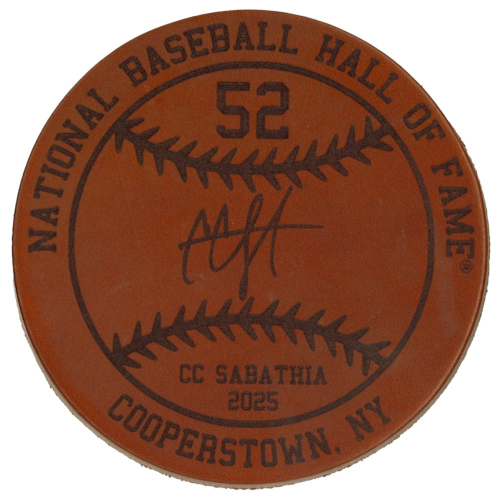 NATIONAL BASEBALL HALL OF FAME®
52
CC SABATHIA
2025
COOPERSTOWN, NY